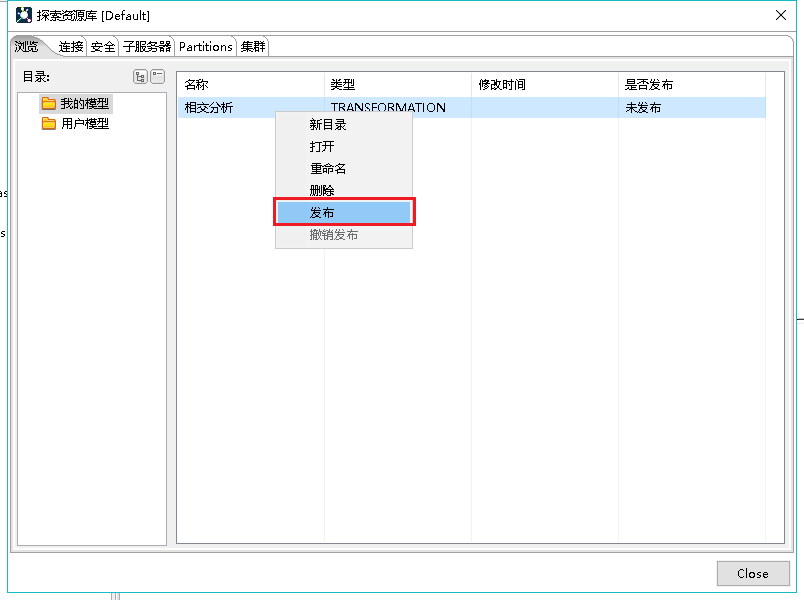 探索资源库 [Default]
浏览 连接 安全 子服务器 Partitions 集群
目录:
我的模型
用户模型
名称 类型 修改时间 是否发布
相交分析 TRANSFORMATION 未发布
新目录
打开
重命名
删除
发布
撤销发布
as
s
Close